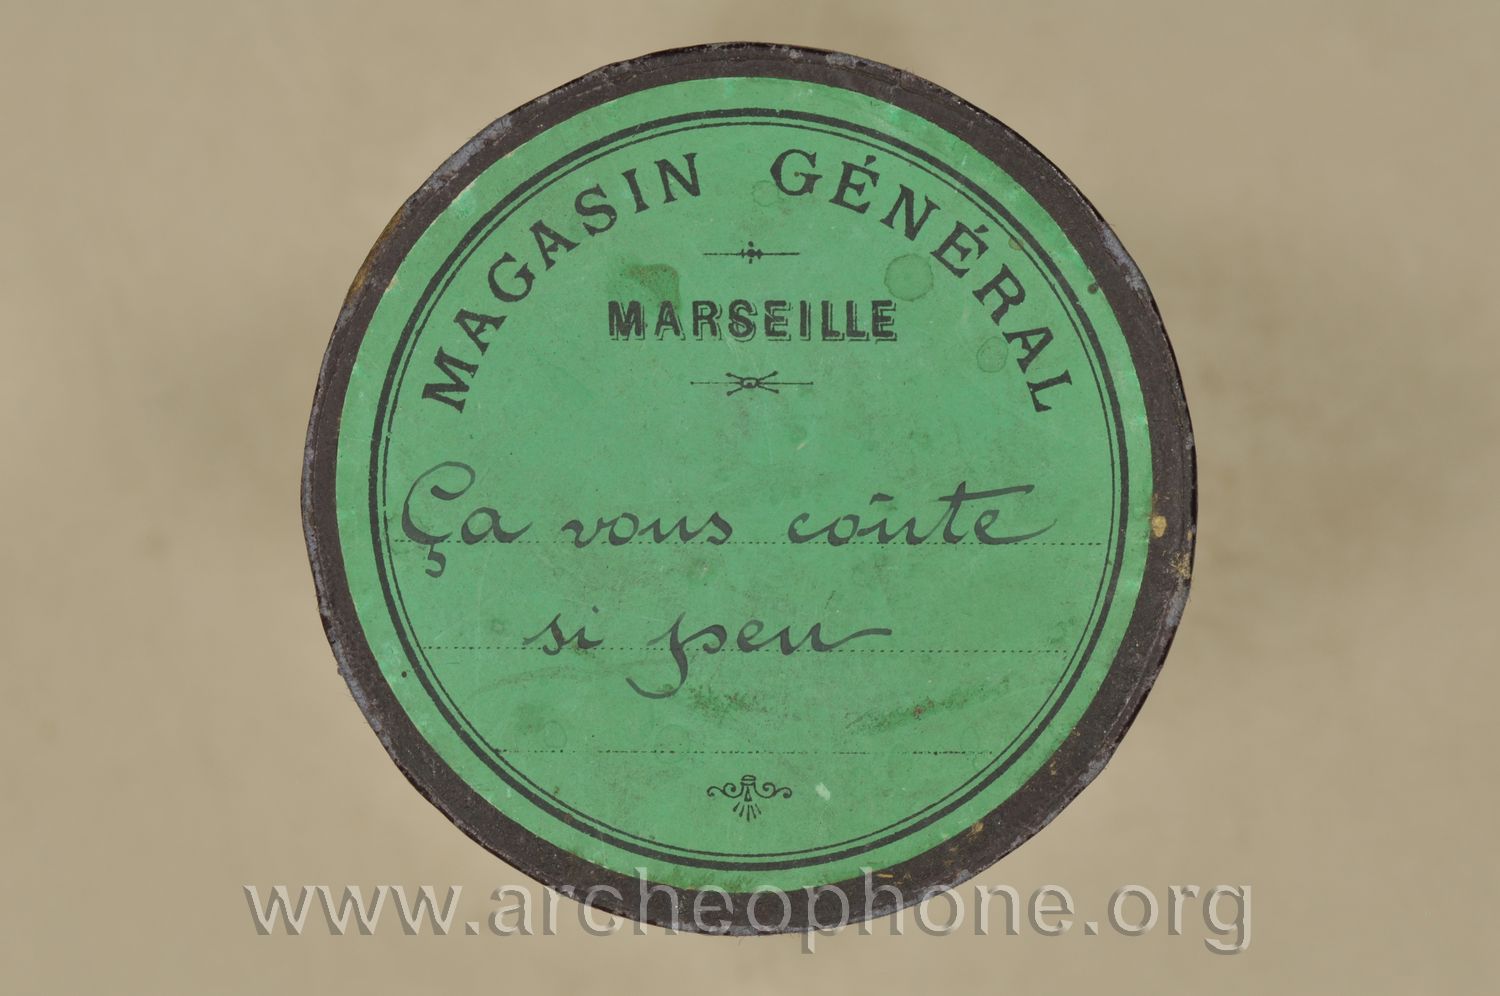 MAGASIN GÉNÉRAL
MARSEILLE
Ça vous coûte
si peu
www.archeophone.org